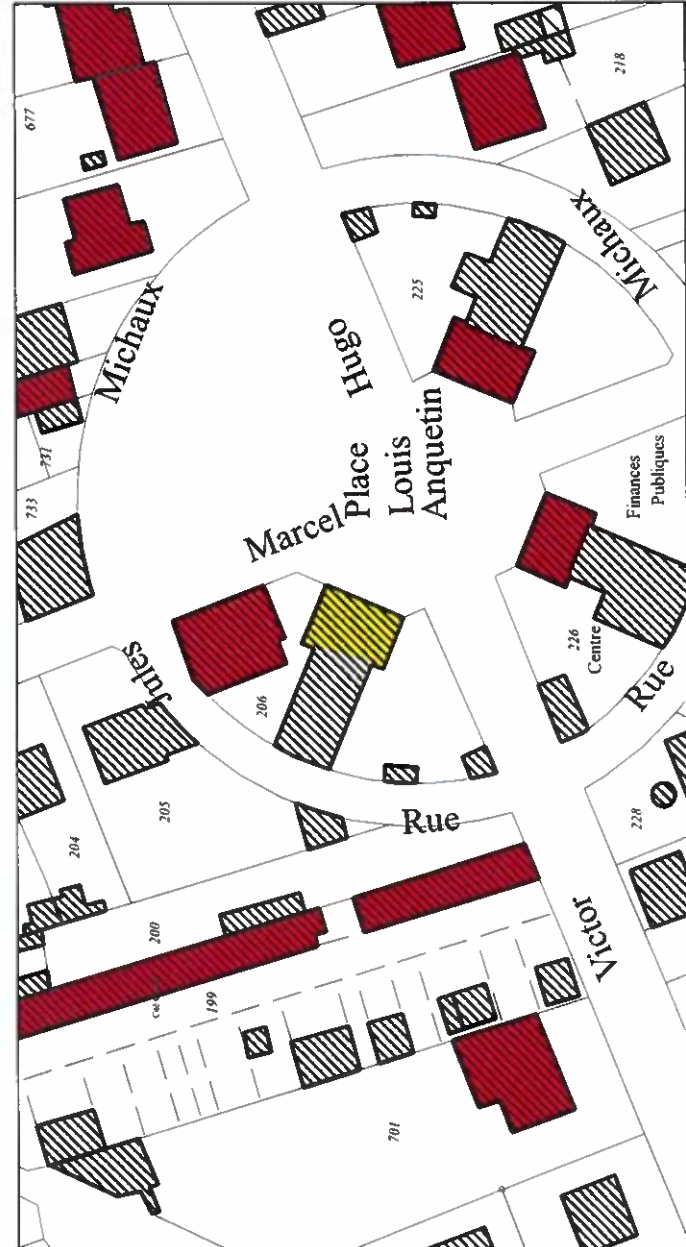 677
218
Michaux
Michaux
225
Hugo
Place
Louis
Anquetin
731
733
Finances
Publiques
Marcel
226
Centre
Jules
206
Rue
205
Rue
228
204
200
Victor
199
701